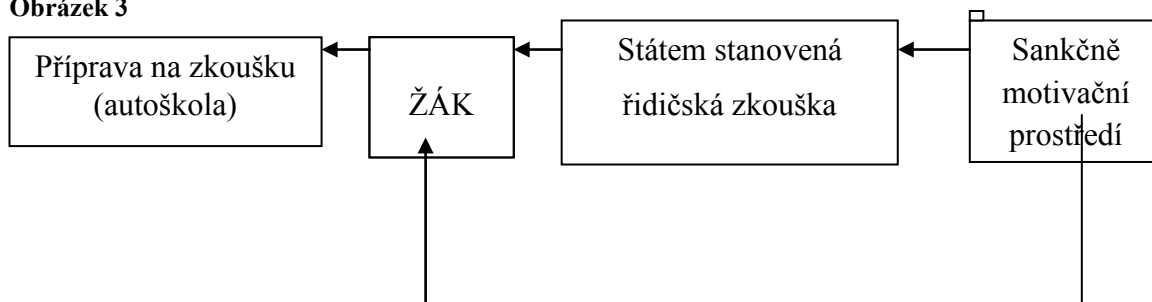 Obrázek 3
Příprava na zkoušku
(autoškola)
ŽÁK
Státem stanovená
řidičská zkouška
Sankčně
motivační
prostředí